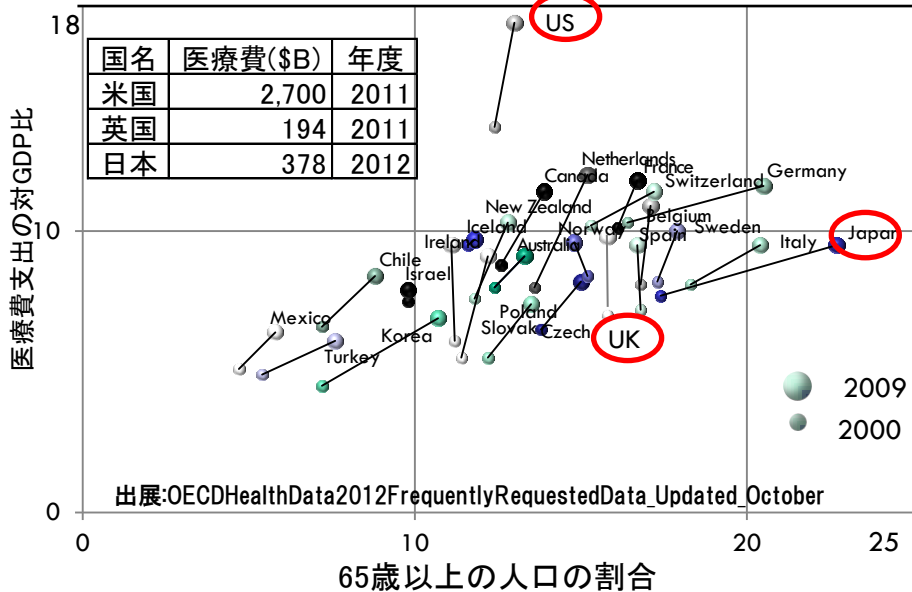 18
US
国名 医療費($B) 年度
米国 2,700 2011
英国 194 2011
日本 378 2012
Netherlands
France
Canada
Switzerland
Germany
New Zealand
Iceland
Ireland
Australia
Norway
Belgium
Spain
Sweden
Japan
Italy
10
Chile
Israel
Mexico
Turkey
Korea
Poland
Slovak
Czech
UK
2009
2000
医療費支出の対GDP比
出展:OECDHealthData2012FrequentlyRequestedData_Updated_October
0
0 10 20 25
65歳以上の人口の割合